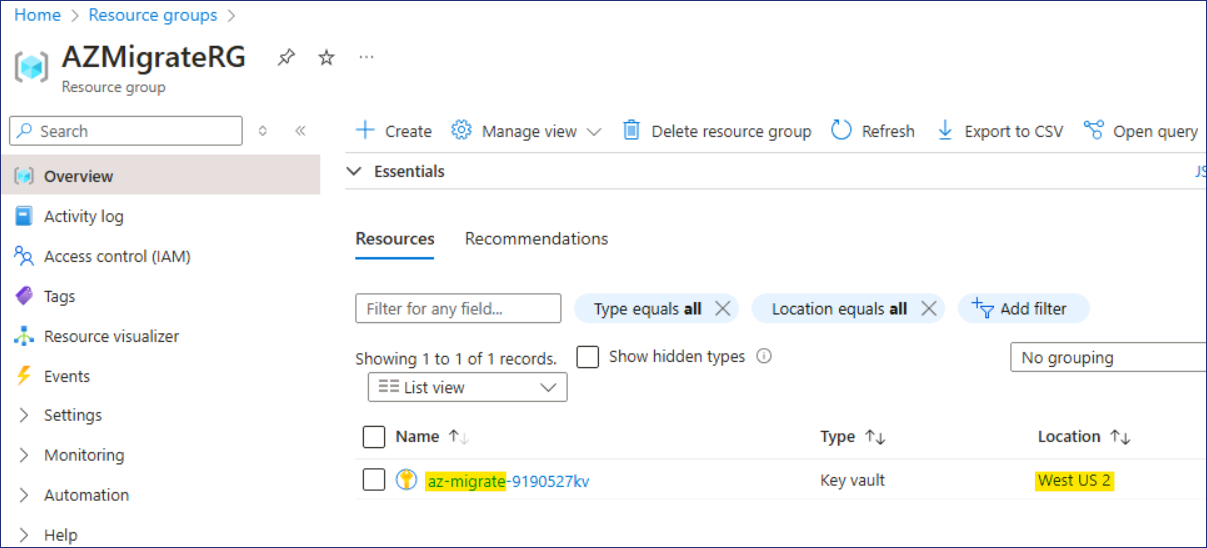 Home > Resource groups >
AZMigrateRG
Resource group
Search
Create Manage view Delete resource group Refresh Export to CSV Open query
Overview
Activity log
Access control (IAM)
Tags
Resource visualizer
Events
Settings
Monitoring
Automation
Help
Essentials
JS
Resources Recommendations
Filter for any field... Type equals all Location equals all Add filter
Showing 1 to 1 of 1 records. Show hidden types No grouping
List view
Name Type Location
az-migrate-9190527kv Key vault West US 2